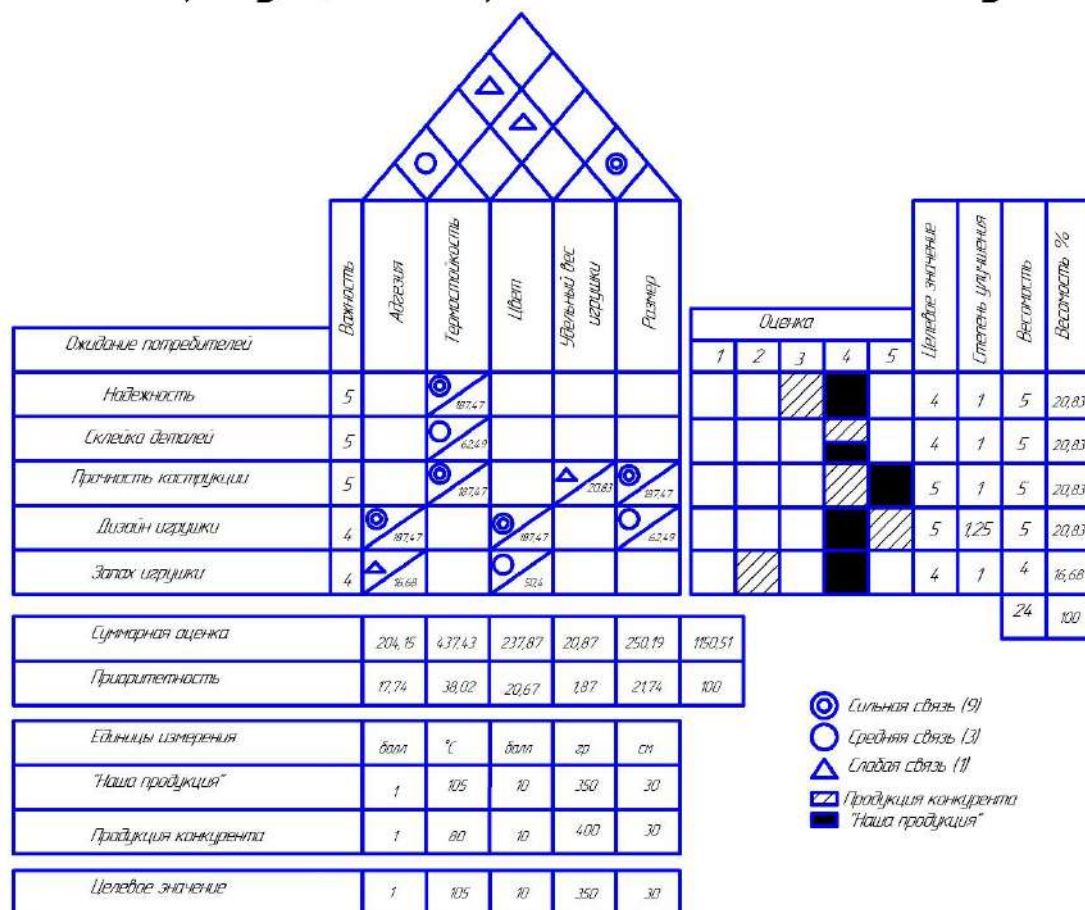 Важность
Адгезия
Термостойкость
Цвет
Удельный вес
игрушки
Размер
Целевое значение
Степень улучшения
Весомость
Весомость %
Ожидание потребителей
Оценка
1 2 3 4 5
Надежность 5 187,47 4 1 5 20,83
Склейка деталей 5 62,49 4 1 5 20,83
Прочность кострукции 5 187,47 20,83 187,47 5 1 5 20,83
Дизайн игрушки 4 187,47 187,47 62,49 5 1,25 5 20,83
Запах игрушки 4 16,68 50,4 4 1 4 16,68
24 100
Суммарная оценка 204,15 437,43 237,87 20,87 250,19 1150,51
Приоритетность 17,74 38,02 20,67 1,87 21,74 100
Единицы измерения балл °С балл гр см
"Наша продукция" 1 105 10 350 30
Продукция конкурента 1 80 10 400 30
Целевое значение 1 105 10 350 30
Сильная связь (9)
Средняя связь (3)
Слабая связь (1)
Продукция конкурента
"Наша продукция"